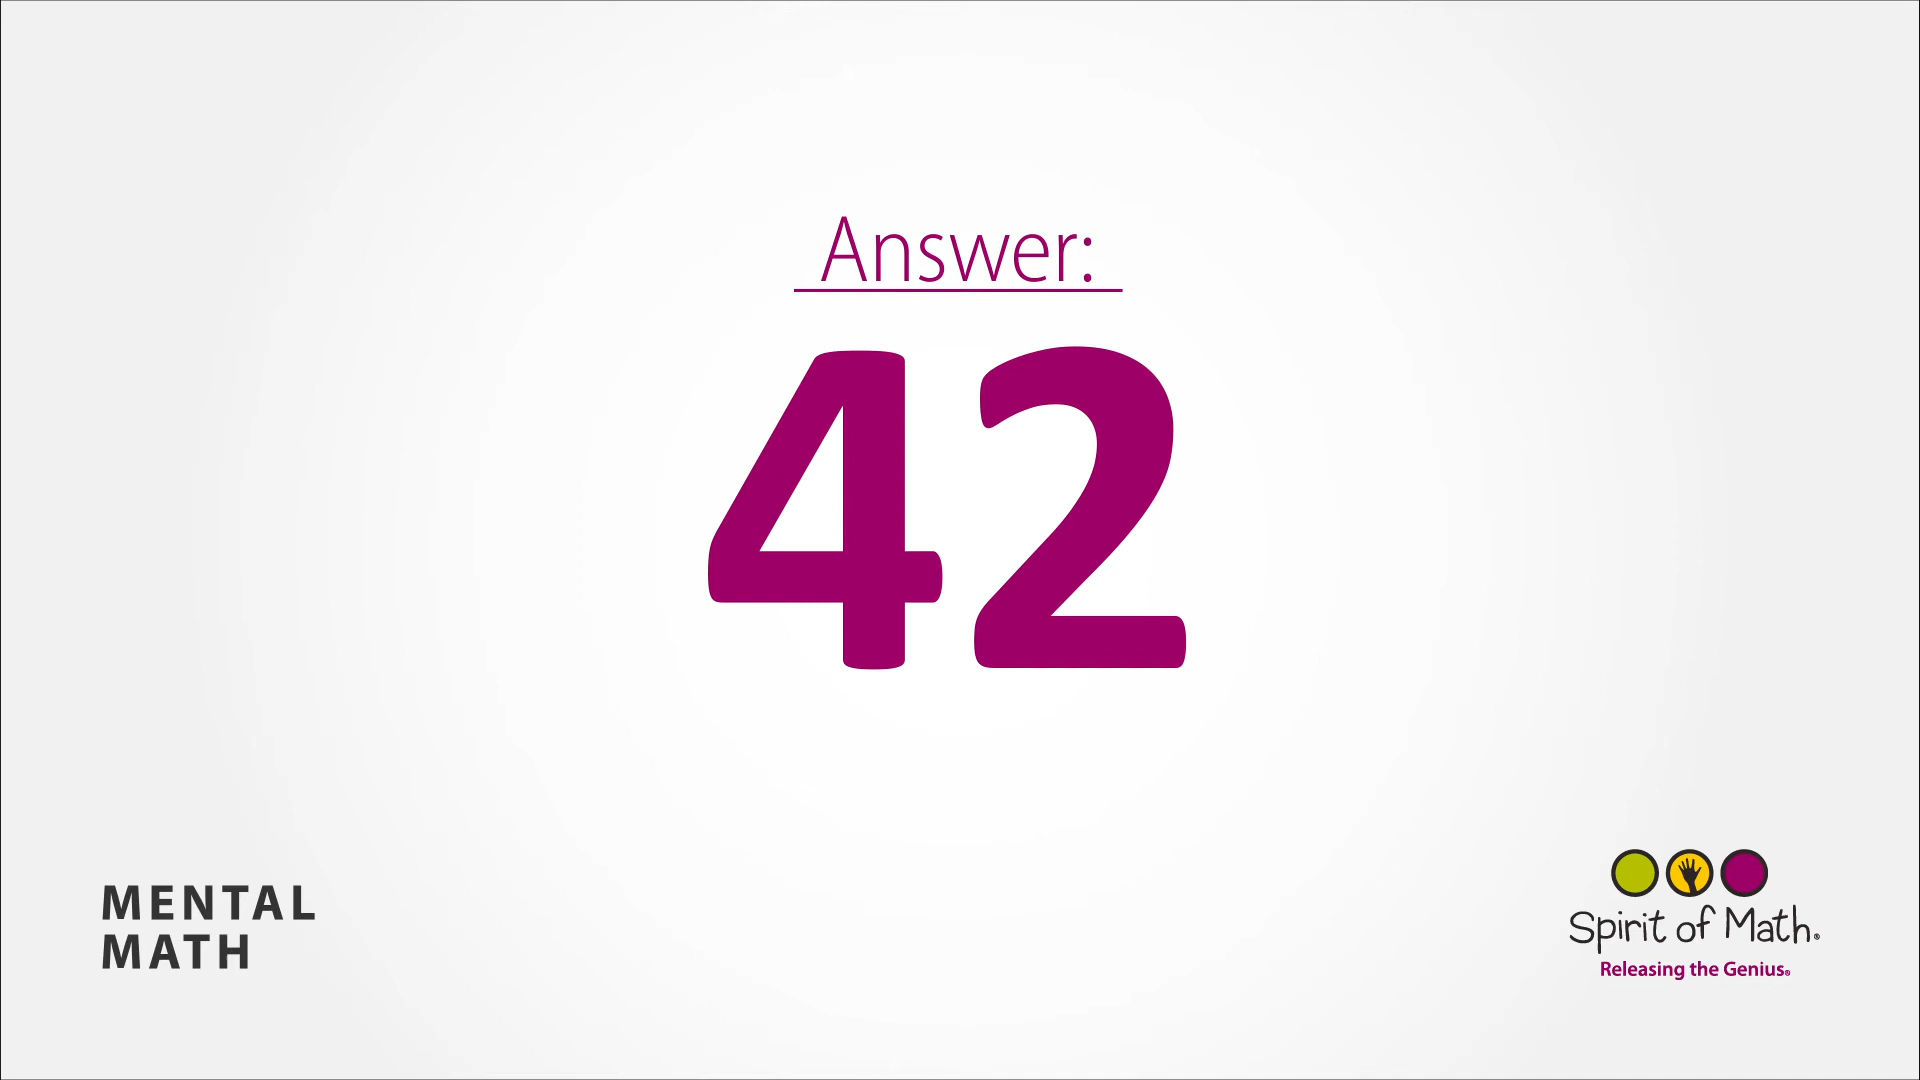 Answer:
42
MENTAL
MATH
Spirit of Math®
Releasing the Genius®